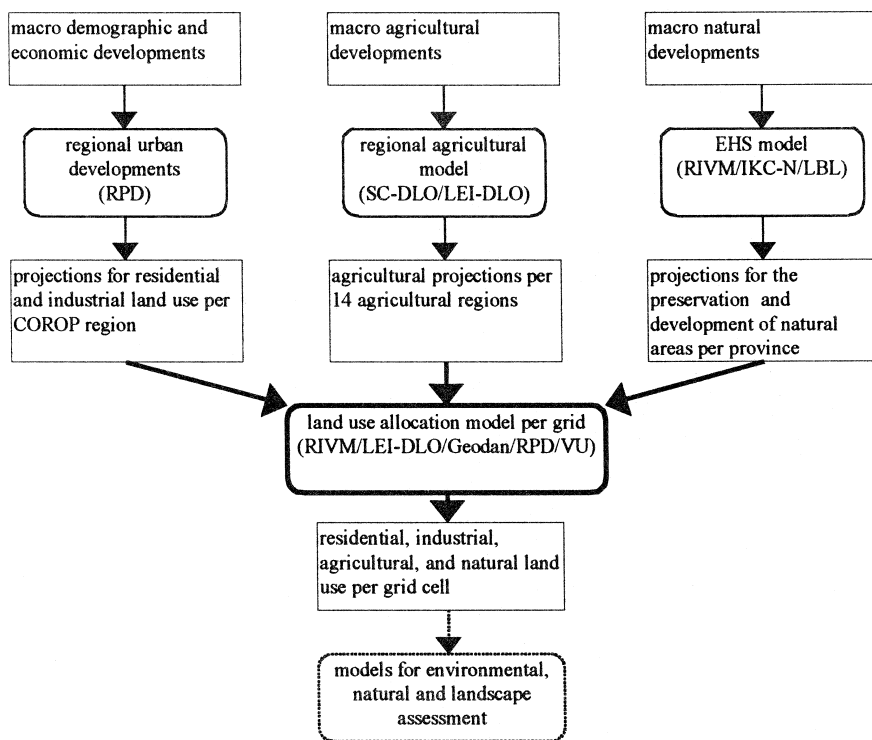 macro demographic and
economic developments
macro agricultural
developments
macro natural
developments
regional urban
developments
(RPD)
regional agricultural
model
(SC-DLO/LEI-DLO)
EHS model
(RIVM/IKC-N/LBL)
projections for residential
and industrial land use per
COROP region
agricultural projections per
14 agricultural regions
projections for the
preservation and
development of natural
areas per province
land use allocation model per grid
(RIVM/LEI-DLO/Geodan/RPD/VU)
residential, industrial,
agricultural, and natural land
use per grid cell
models for environmental,
natural and landscape
assessment